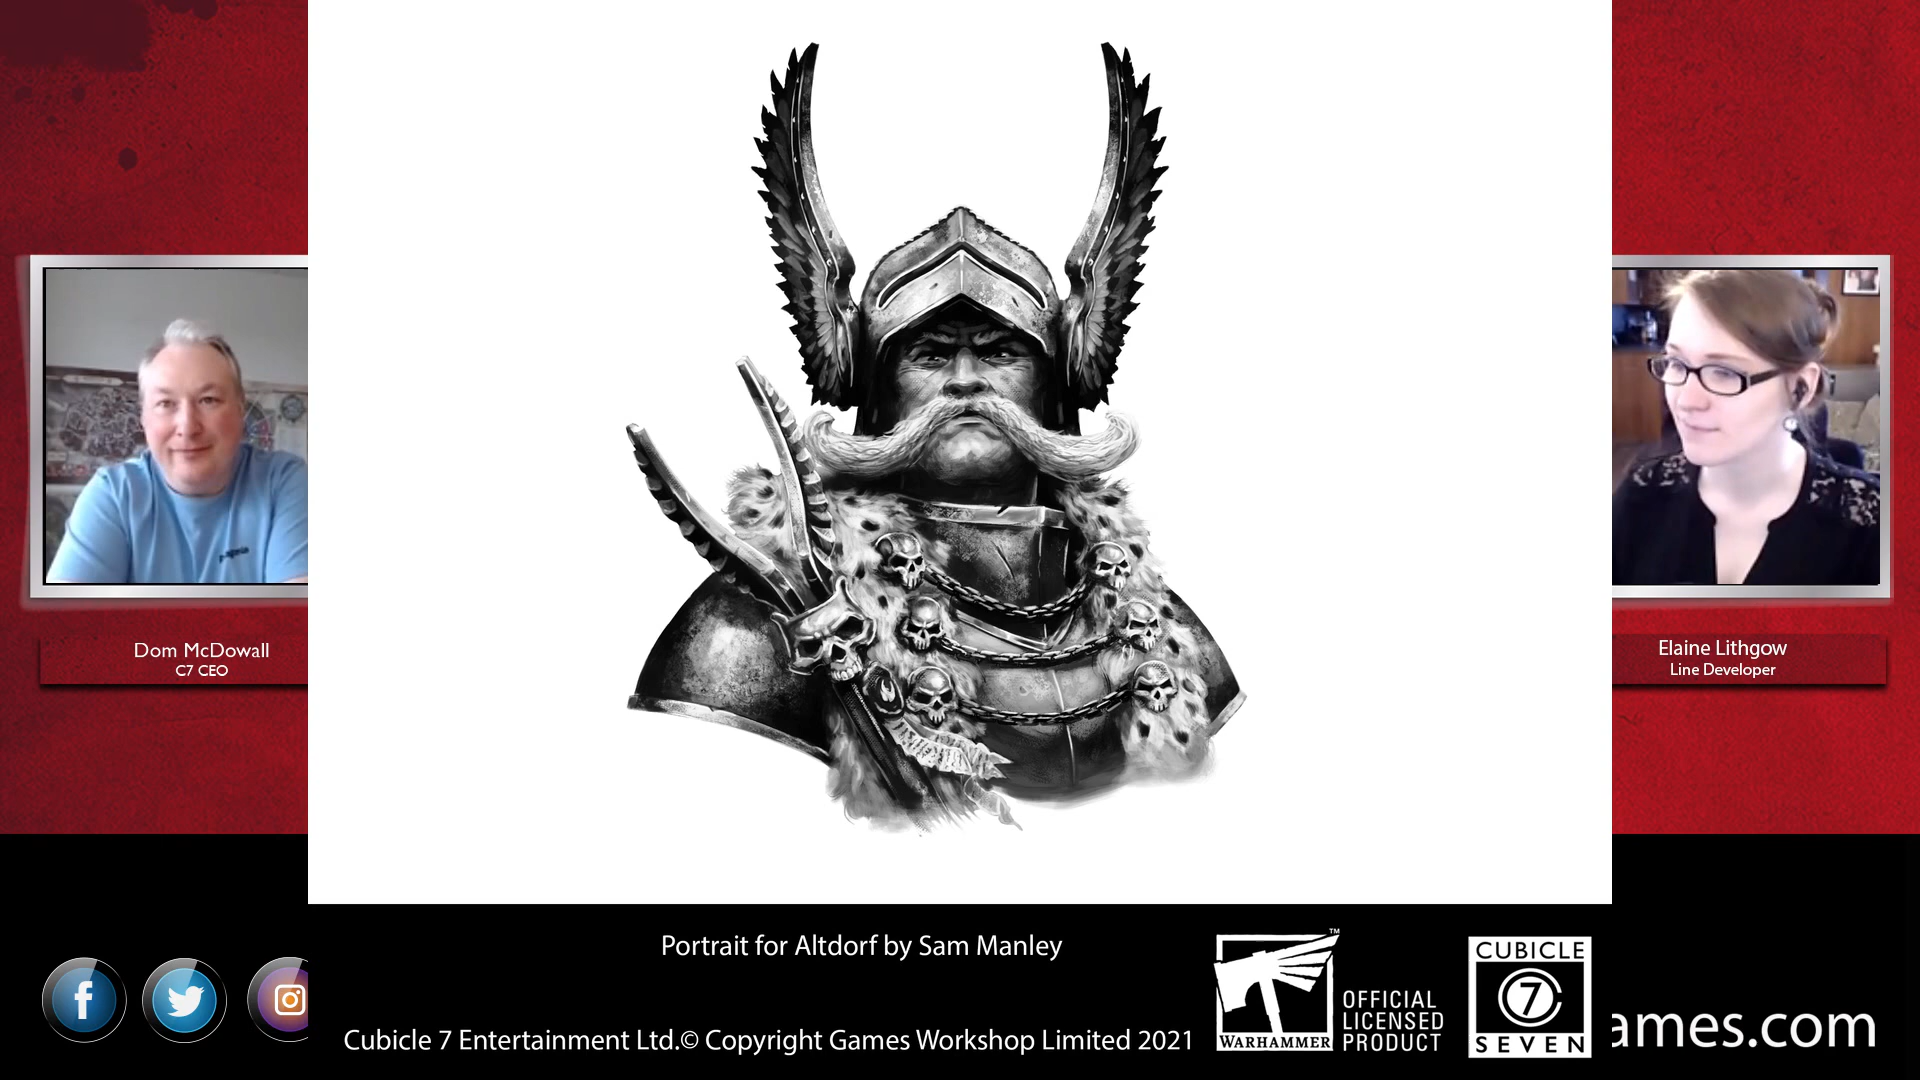 Dom McDowall
C7 CEO
Elaine Lithgow
Line Developer
Portrait for Altdorf by Sam Manley
Cubicle 7 Entertainment Ltd.© Copyright Games Workshop Limited 2021
WARHAMMER
TM
OFFICIAL
LICENSED
PRODUCT
CUBICLE
7
SEVEN
ames.com